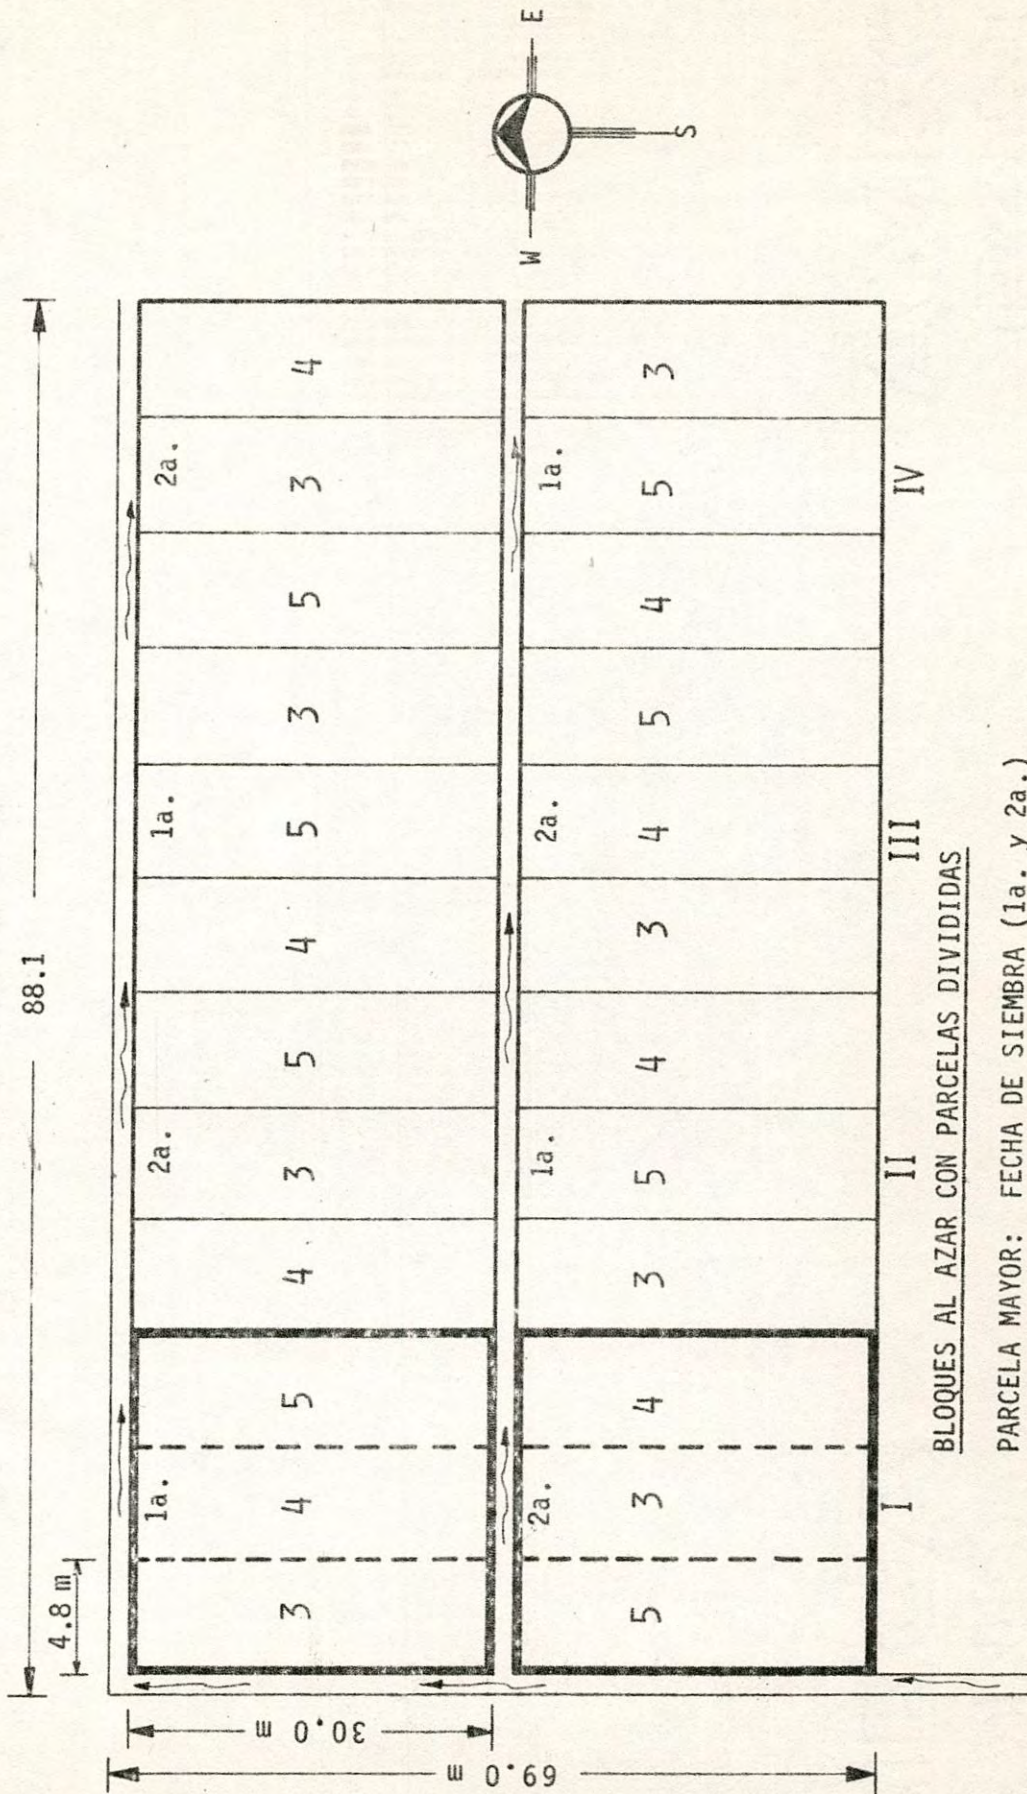 88.1
4.8 m
1a. 2a. 1a. 2a.
3 4 5 4 3 5 4 5 3 5 3 4
30.0 m
69.0 m
2a. 1a. 2a. 1a.
5 3 4 3 5 4 3 4 5 4 5 3
I II III IV
W E
S
BLOQUES AL AZAR CON PARCELAS DIVIDIDAS
PARCELA MAYOR: FECHA DE SIEMBRA (1a. y 2a.)